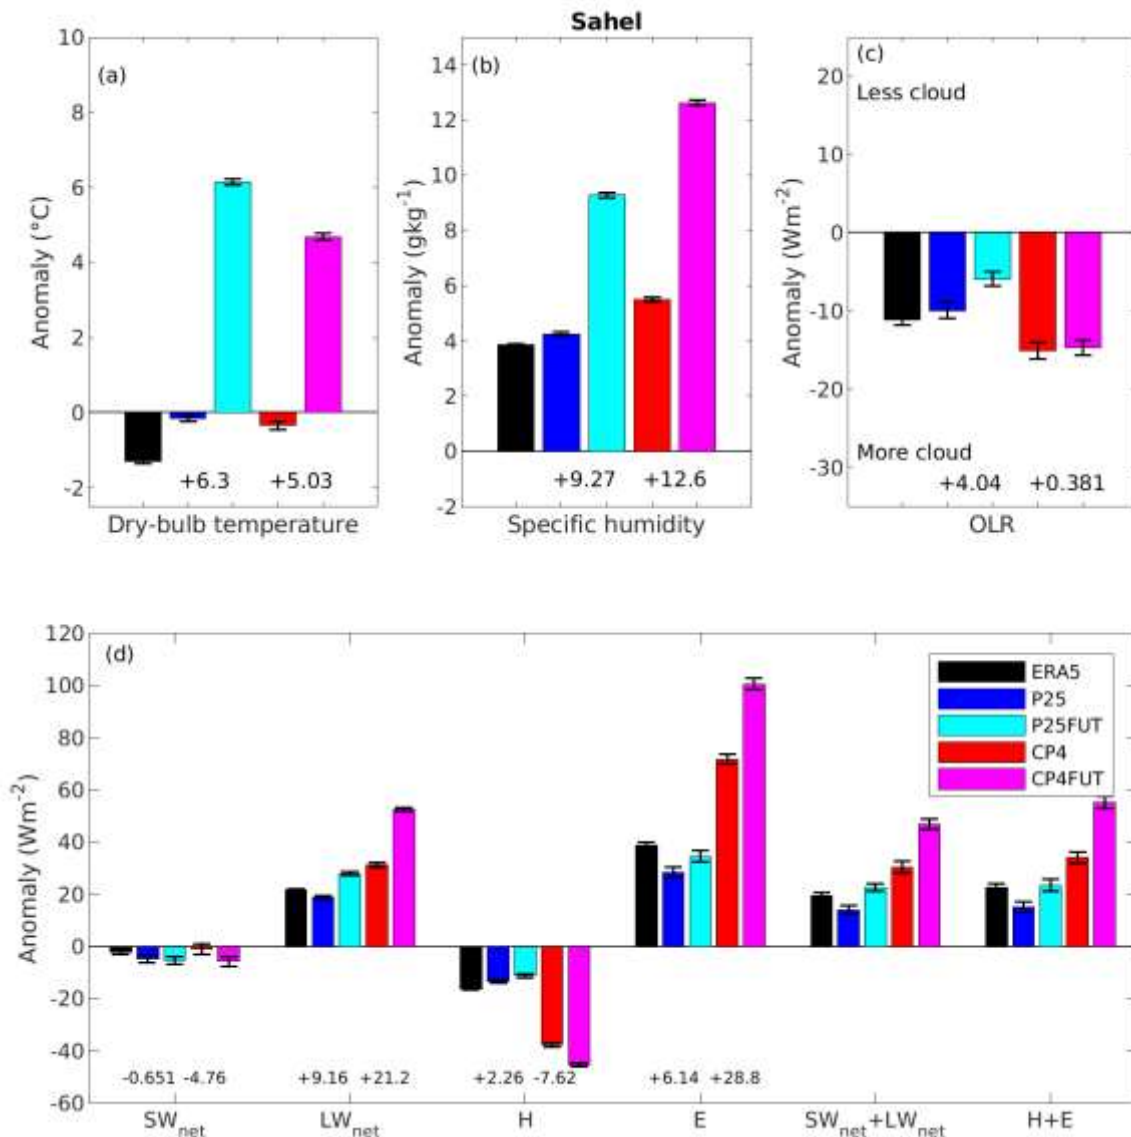 Sahel
(a)
Anomaly (°C)
10
8
6
4
2
0
-2
+6.3 +5.03
Dry-bulb temperature
(b)
Anomaly (gkg-1)
14
12
10
8
6
4
2
0
-2
+9.27 +12.6
Specific humidity
(c)
Anomaly (Wm-2)
20
10
0
-10
-20
-30
Less cloud
More cloud
+4.04 +0.381
OLR
(d)
Anomaly (Wm-2)
120
100
80
60
40
20
0
-20
-40
-60
ERA5
P25
P25FUT
CP4
CP4FUT
-0.651 -4.76 +9.16 +21.2 +2.26 -7.62 +6.14 +28.8
SWnet LWnet H E SWnet+LWnet H+E